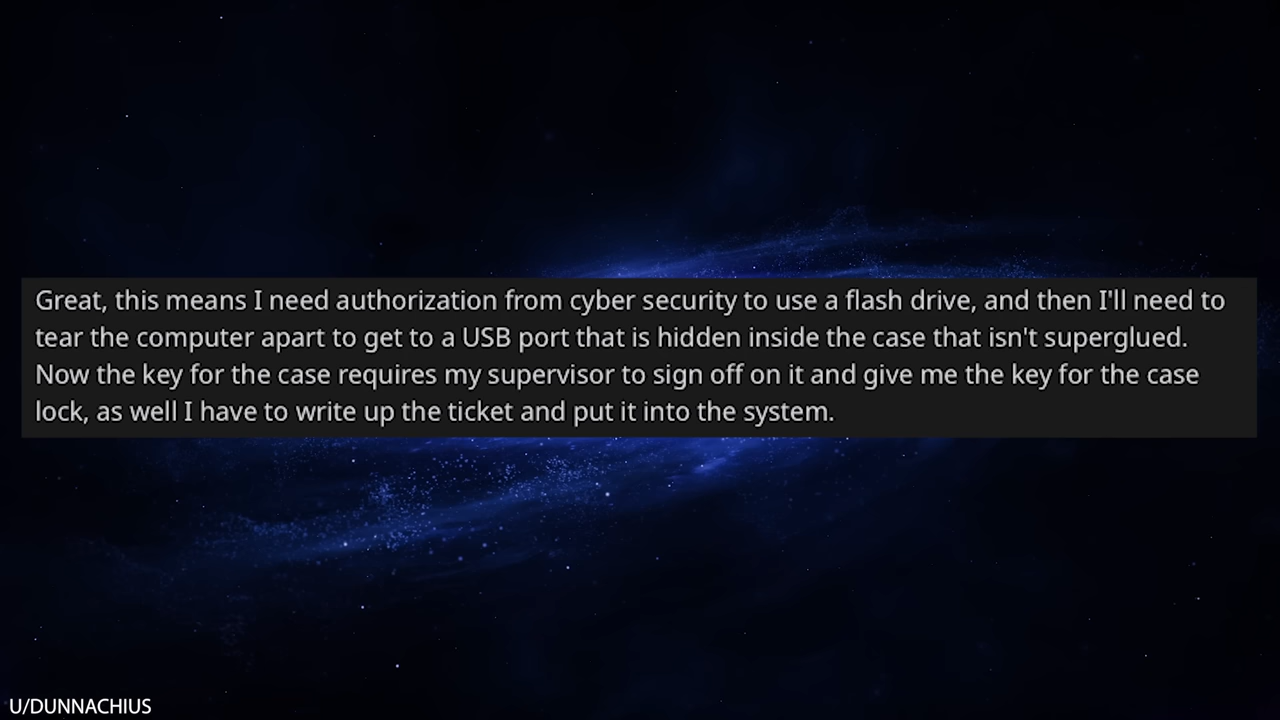 Great, this means I need authorization from cyber security to use a flash drive, and then I'll need to
tear the computer apart to get to a USB port that is hidden inside the case that isn't superglued.
Now the key for the case requires my supervisor to sign off on it and give me the key for the case
lock, as well I have to write up the ticket and put it into the system.
U/DUNNACHIUS